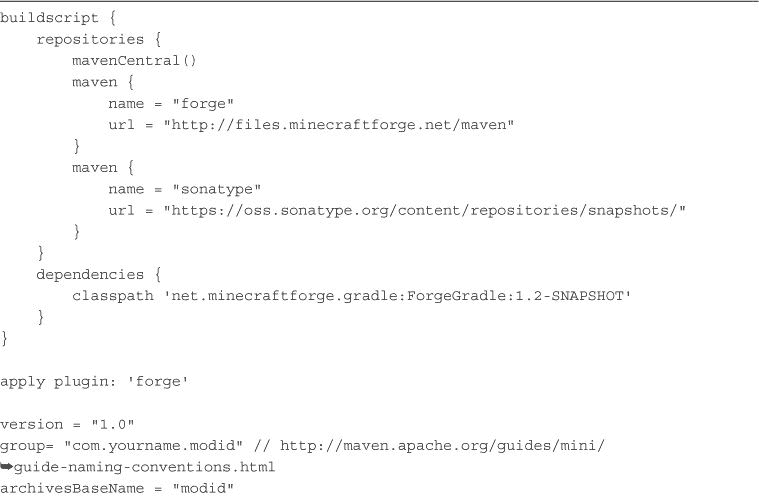 buildscript {
    repositories {
        mavenCentral()
        maven {
            name = "forge"
            url = "http://files.minecraftforge.net/maven"
        }
        maven {
            name = "sonatype"
            url = "https://oss.sonatype.org/content/repositories/snapshots/"
        }
    }
    dependencies {
        classpath 'net.minecraftforge.gradle:ForgeGradle:1.2-SNAPSHOT'
    }
}

apply plugin: 'forge'

version = "1.0"
group= "com.yourname.modid" // http://maven.apache.org/guides/mini/
➥guide-naming-conventions.html
archivesBaseName = "modid"